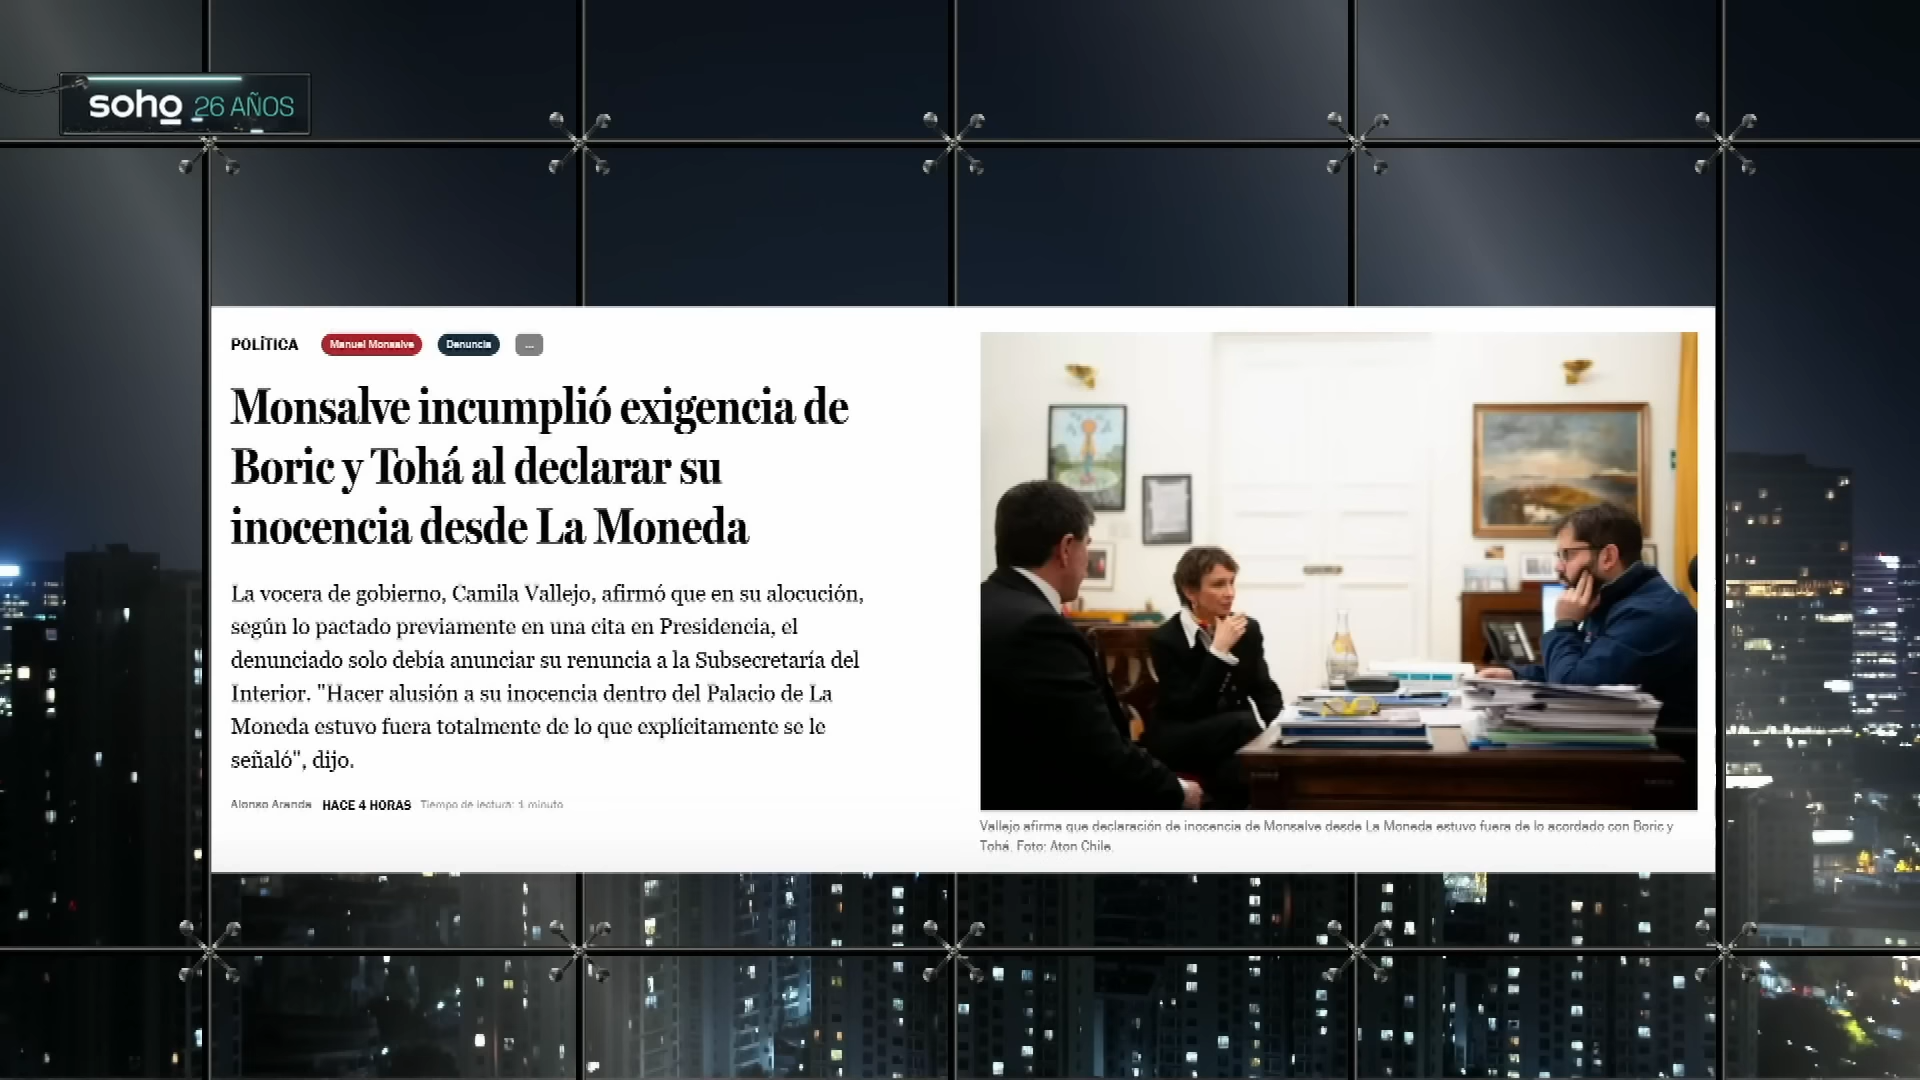 soho 26 AÑOS
POLÍTICA Manuel Monsalve Denuncia ...
Monsalve incumplió exigencia de
Boric y Tohá al declarar su
inocencia desde La Moneda
La vocera de gobierno, Camila Vallejo, afirmó que en su alocución,
según lo pactado previamente en una cita en Presidencia, el
denunciado solo debía anunciar su renuncia a la Subsecretaría del
Interior. "Hacer alusión a su inocencia dentro del Palacio de La
Moneda estuvo fuera totalmente de lo que explícitamente se le
señaló", dijo.
Alonso Aranda HACE 4 HORAS Tiempo de lectura: 1 minuto
Vallejo afirma que declaración de inocencia de Monsalve desde La Moneda estuvo fuera de lo acordado con Boric y
Tohá. Foto: Aton Chile.